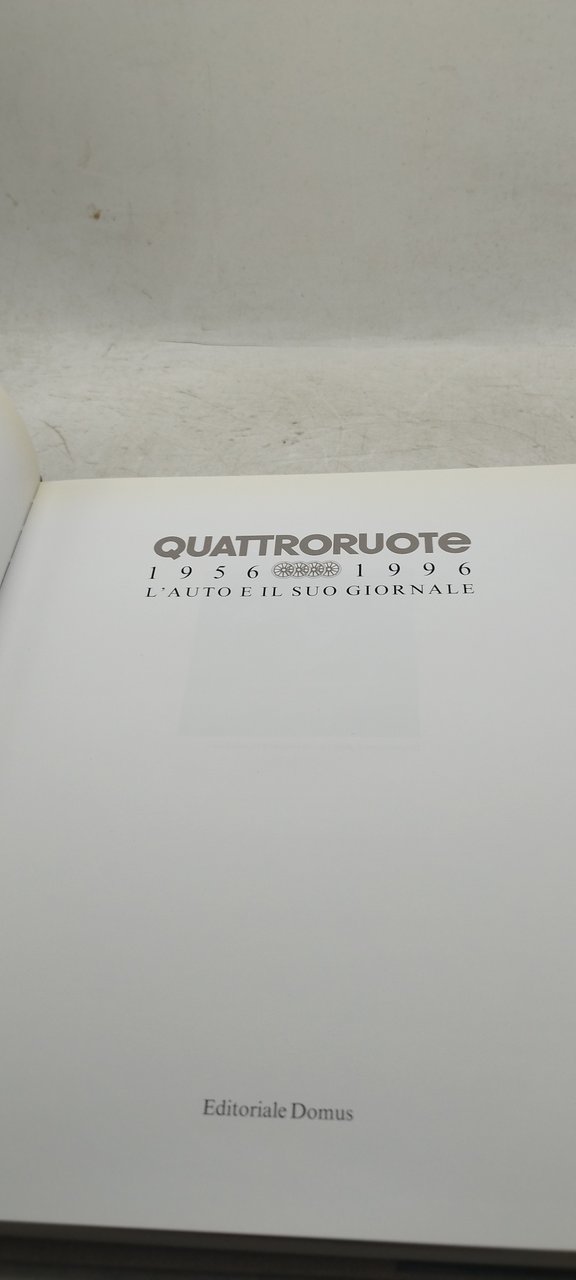 QUATTRORUOTE
1956 1996
L'AUTO E IL SUO GIORNALE
Editoriale Domus